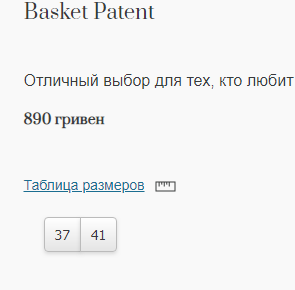 Basket Patent
Отличный выбор для тех, кто любит
890 гривен
Таблица размеров
37 41